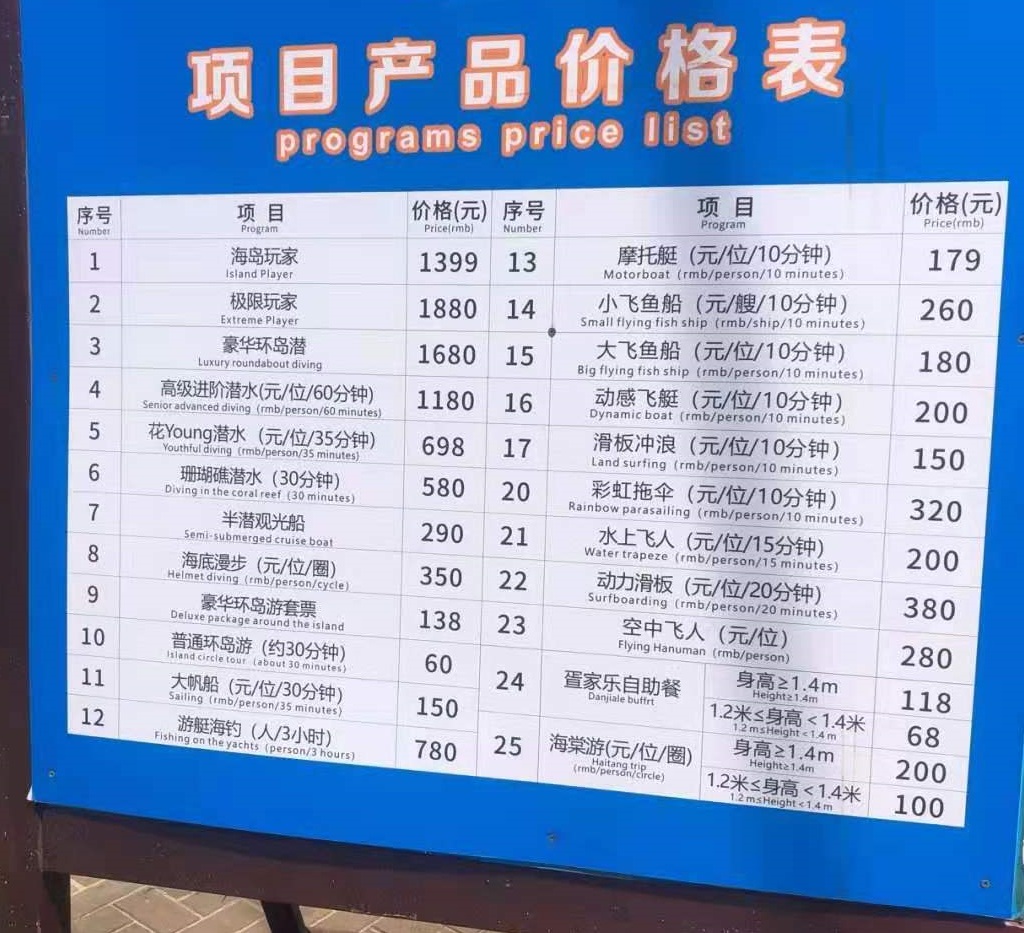 项目产品价格表
programs price list
序号 项目 价格(元) 序号 项目 价格(元)
Number Program Price(rmb) Number Program Price(rmb)
1 海岛玩家 1399 13 摩托艇（元/位/10分钟） 179
Island Player Motorboat（rmb/person/10 minutes）
2 极限玩家 1880 14 小飞鱼船（元/艘/10分钟） 260
Extreme Player Small flying fish ship（rmb/ship/10 minutes）
3 豪华环岛潜 1680 15 大飞鱼船（元/位/10分钟） 180
Luxury roundabout diving Big flying fish ship（rmb/person/10 minutes）
4 高级进阶潜水(元/位/60分钟) 1180 16 动感飞艇（元/位/10分钟） 200
Senior advanced diving（rmb/person/60 minutes) Dynamic boat（rmb/person/10 minutes）
5 花Young潜水（元/位/35分钟） 698 17 滑板冲浪（元/位/10分钟） 150
Youthful diving（rmb/person/35 minutes) Land surfing（rmb/person/10 minutes）
6 珊瑚礁潜水（30分钟） 580 20 彩虹拖伞（元/位/10分钟） 320
Diving in the coral reef（30 minutes） Rainbow parasailing（rmb/person/10 minutes）
7 半潜观光船 290 21 水上飞人（元/位/15分钟） 200
Semi-submerged cruise boat Water trapeze（rmb/person/15 minutes）
8 海底漫步（元/位/圈） 350 22 动力滑板（元/位/20分钟） 380
Helmet diving（rmb/person/cycle） Surfboarding（rmb/person/20 minutes）
9 豪华环岛游套票 138 23 空中飞人（元/位） 280
Deluxe package around the island Flying Hanuman（rmb/person）
10 普通环岛游（约30分钟） 60 24 疍家乐自助餐 身高≥1.4m 118
Island circle tour（about 30 minutes） Danjiale buffrt Height≥1.4m
11 大帆船（元/位/30分钟） 150 1.2米≤身高＜1.4米 68
Sailing（rmb/person/35 minutes） 1.2 m≤Height＜1.4 m
12 游艇海钓（人/3小时） 780 25 海棠游(元/位/圈) 身高≥1.4m 200
Fishing on the yachts（person/3 hours） Haitang trip Height≥1.4m
(rmb/person/circle) 1.2米≤身高＜1.4米 100
1.2 m≤Height＜1.4 m